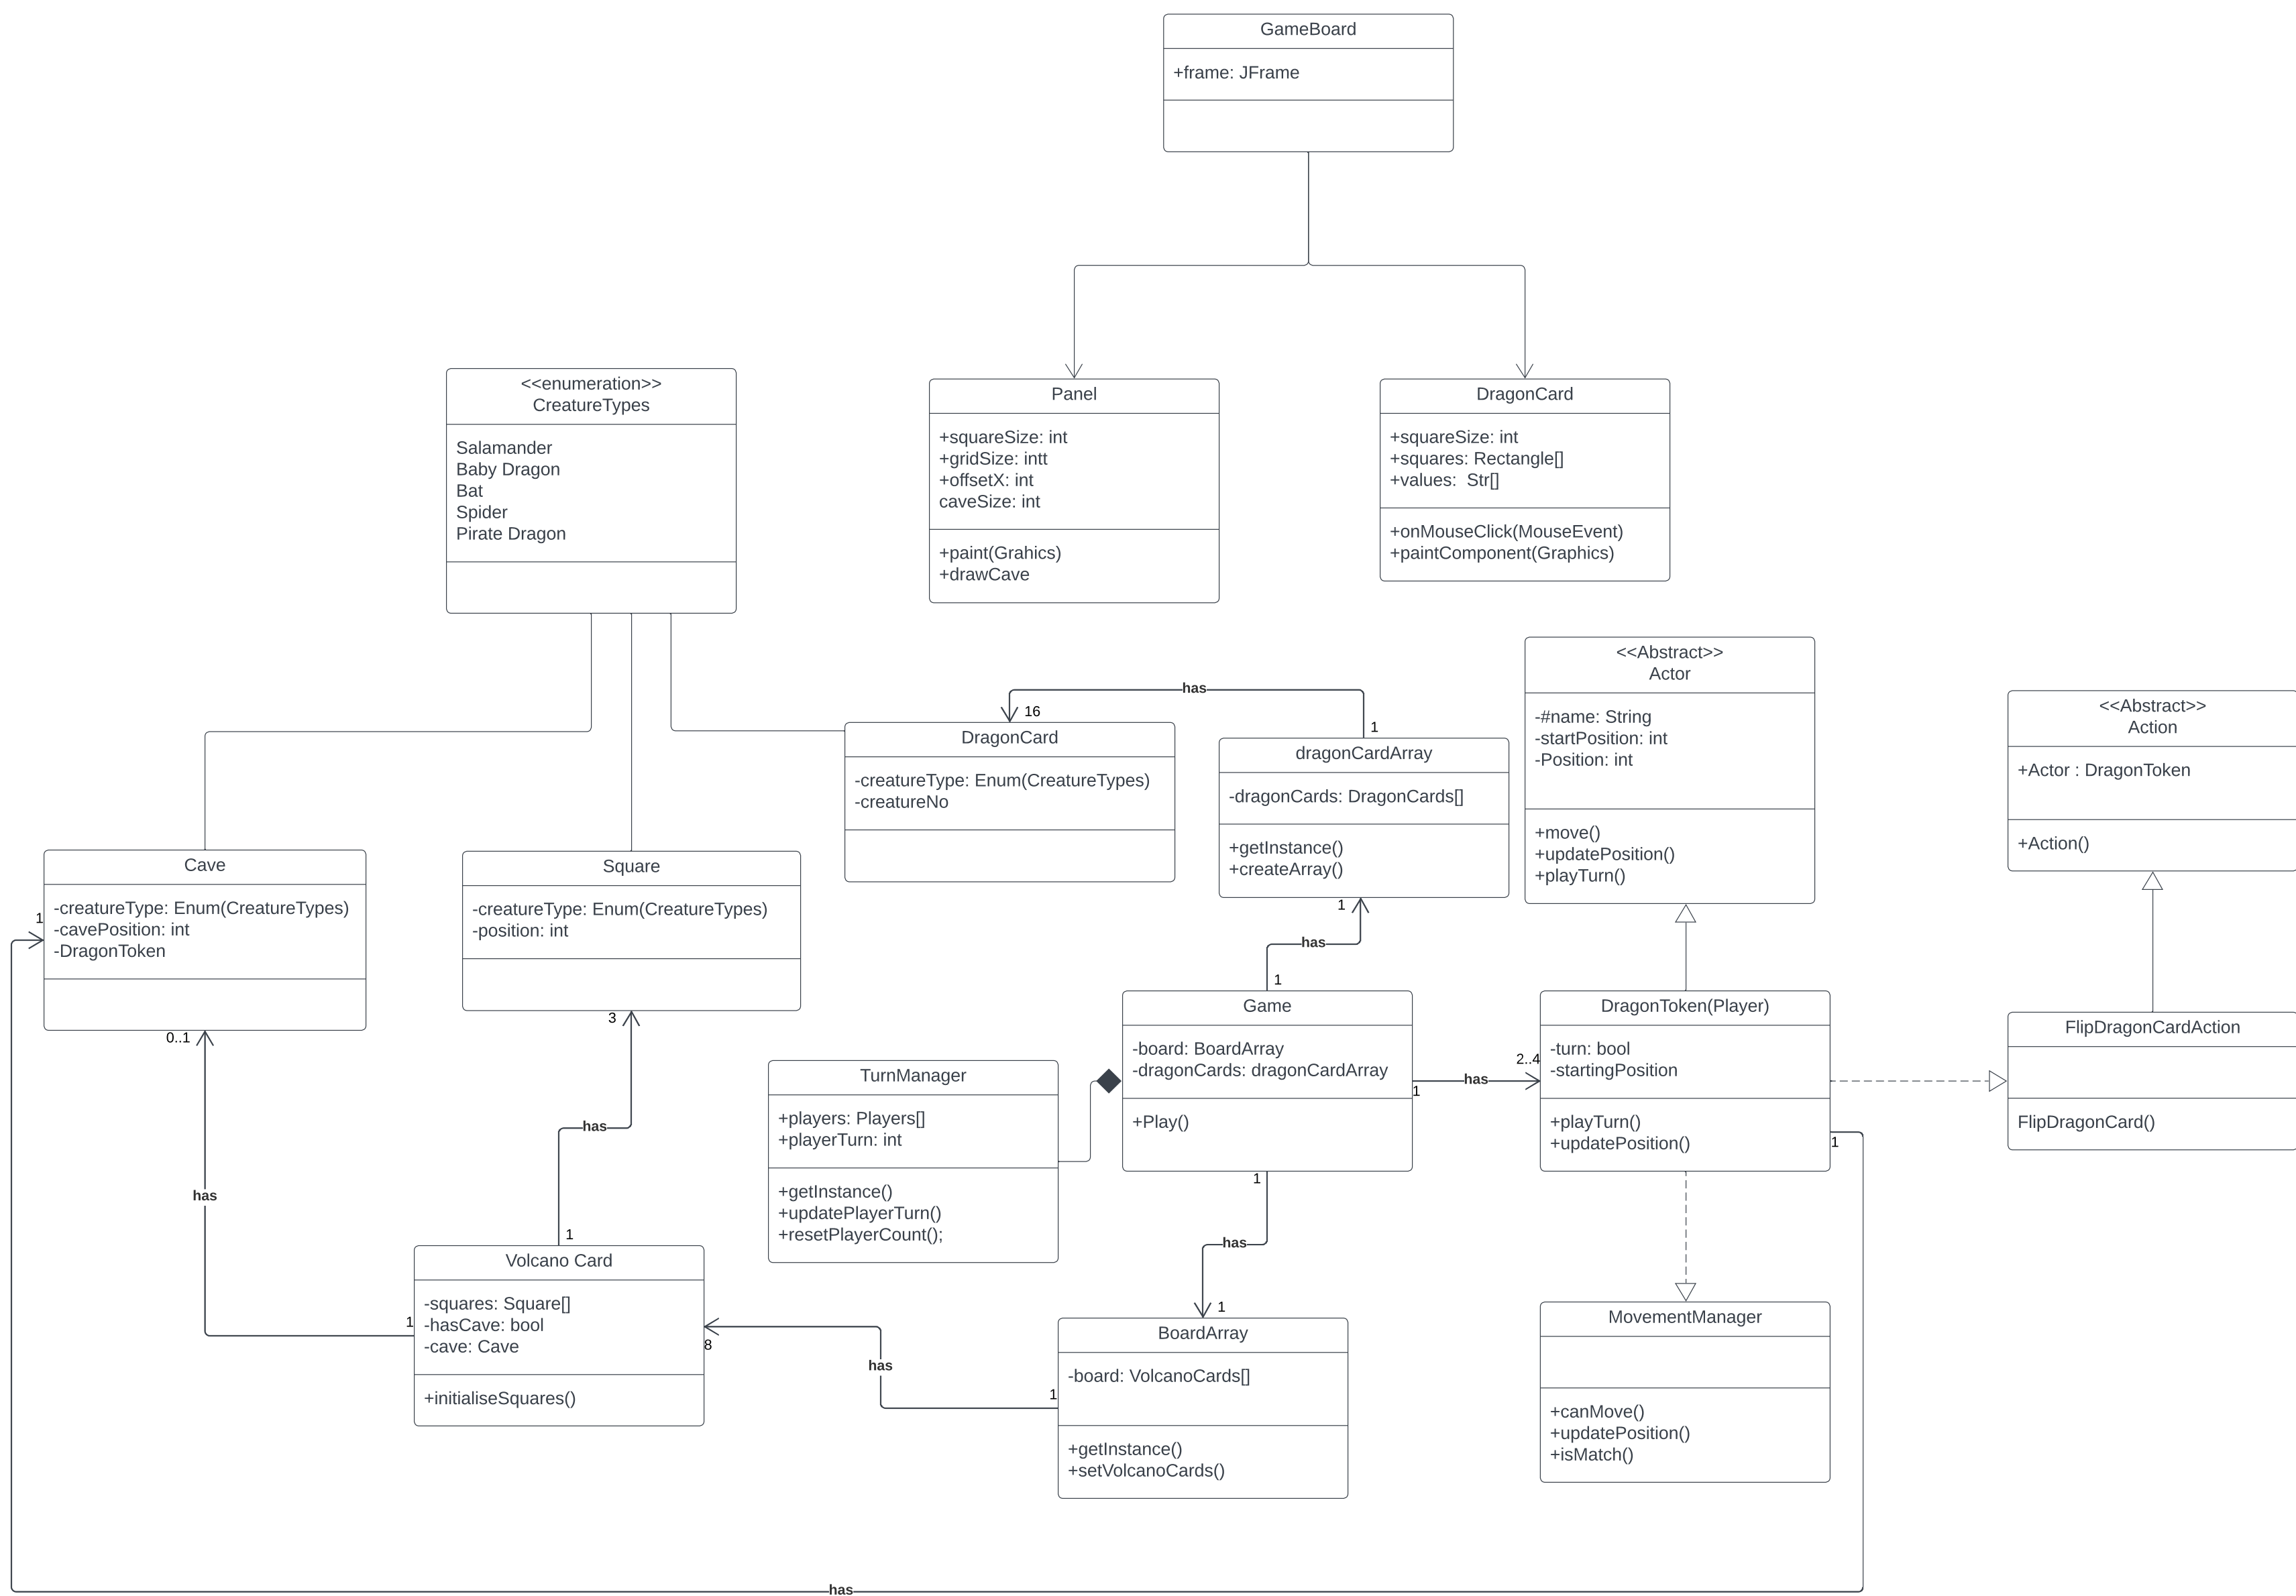 GameBoard
+frame: JFrame
<<enumeration>>
CreatureTypes
Salamander
Baby Dragon
Bat
Spider
Pirate Dragon
Panel
+squareSize: int
+gridSize: intt
+offsetX: int
caveSize: int
+paint(Grahics)
+drawCave
DragonCard
+squareSize: int
+squares: Rectangle[]
+values:  Str[]
+onMouseClick(MouseEvent)
+paintComponent(Graphics)
<<Abstract>>
Actor
-#name: String
-startPosition: int
-Position: int
+move()
+updatePosition()
+playTurn()
<<Abstract>>
Action
+Actor : DragonToken
+Action()
has
16
1
DragonCard
-creatureType: Enum(CreatureTypes)
-creatureNo
dragonCardArray
-dragonCards: DragonCards[]
+getInstance()
+createArray()
1
has
1
Cave
-creatureType: Enum(CreatureTypes)
-cavePosition: int
-DragonToken
1
0..1
has
1
Square
-creatureType: Enum(CreatureTypes)
-position: int
3
has
1
Game
-board: BoardArray
-dragonCards: dragonCardArray
+Play()
1
has
2..4
DragonToken(Player)
-turn: bool
-startingPosition
+playTurn()
+updatePosition()
1
FlipDragonCardAction
FlipDragonCard()
TurnManager
+players: Players[]
+playerTurn: int
+getInstance()
+updatePlayerTurn()
+resetPlayerCount();
1
has
1
Volcano Card
-squares: Square[]
-hasCave: bool
-cave: Cave
+initialiseSquares()
8
has
1
BoardArray
-board: VolcanoCards[]
+getInstance()
+setVolcanoCards()
MovementManager
+canMove()
+updatePosition()
+isMatch()
has